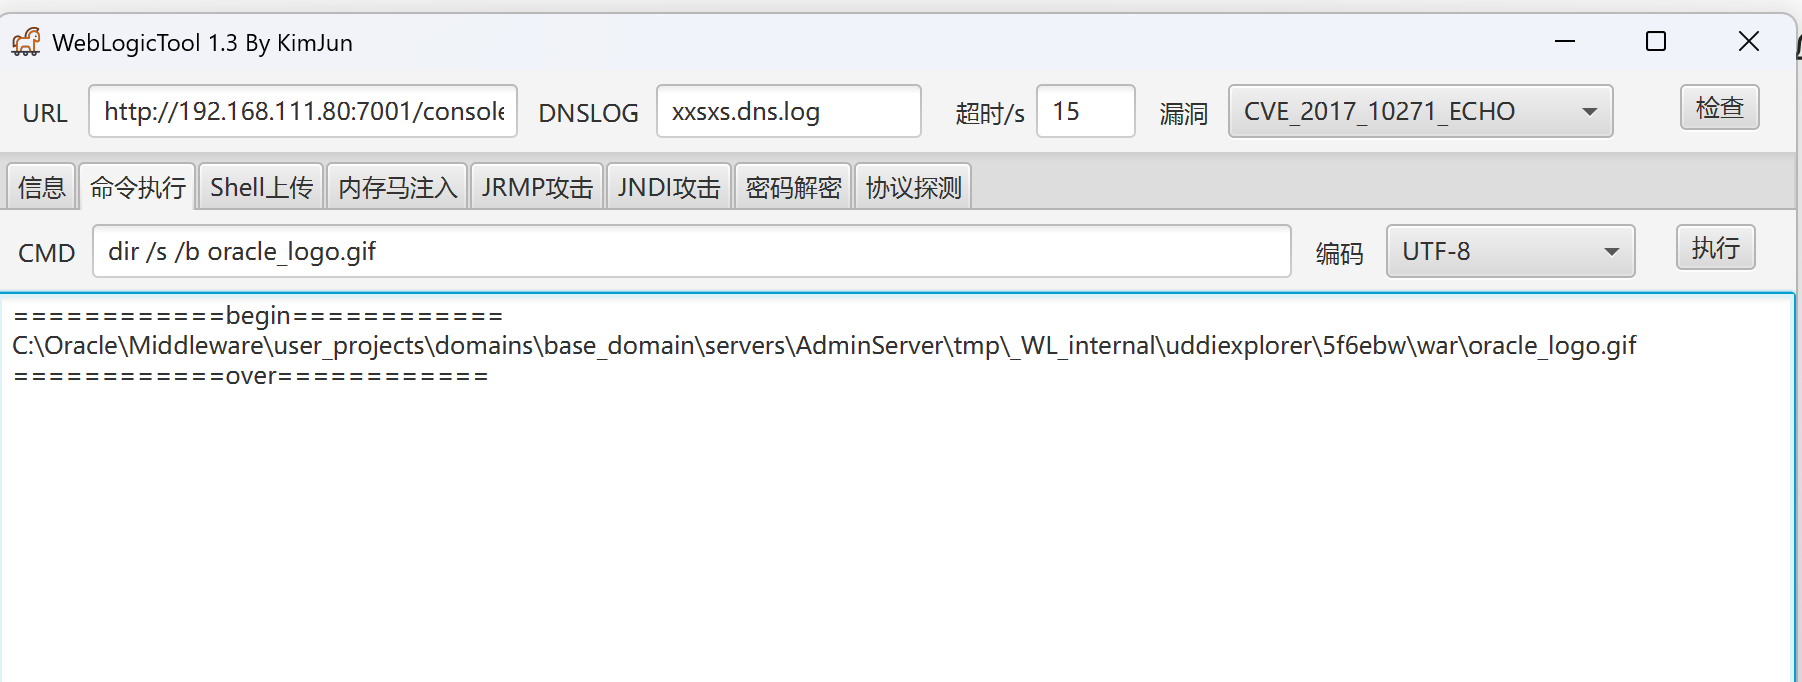 WebLogicTool 1.3 By KimJun
URL http://192.168.111.80:7001/console DNSLOG xxsxs.dns.log 超时/s 15 漏洞 CVE_2017_10271_ECHO 检查
信息 命令执行 Shell上传 内存马注入 JRMP攻击 JNDI攻击 密码解密 协议探测
CMD dir /s /b oracle_logo.gif 编码 UTF-8 执行
============begin============
C:\Oracle\Middleware\user_projects\domains\base_domain\servers\AdminServer\tmp\_WL_internal\uddiexplorer\5f6ebw\war\oracle_logo.gif
============over============